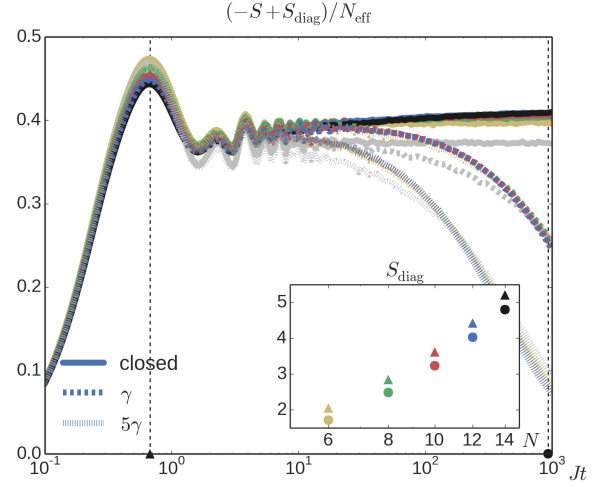 (−S + S_diag)/N_eff
0.5
0.4
0.3
0.2
0.1
0.0
closed
γ
5γ
S_diag
5
4
3
2
6 8 10 12 14 N
10^-1 10^0 10^1 10^2 10^3
Jt